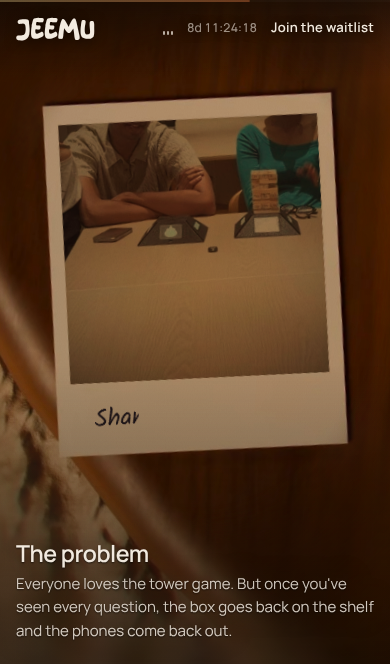 JEEMU
...
8d 11:24:18
Join the waitlist
Shar
The problem
Everyone loves the tower game. But once you've
seen every question, the box goes back on the shelf
and the phones come back out.